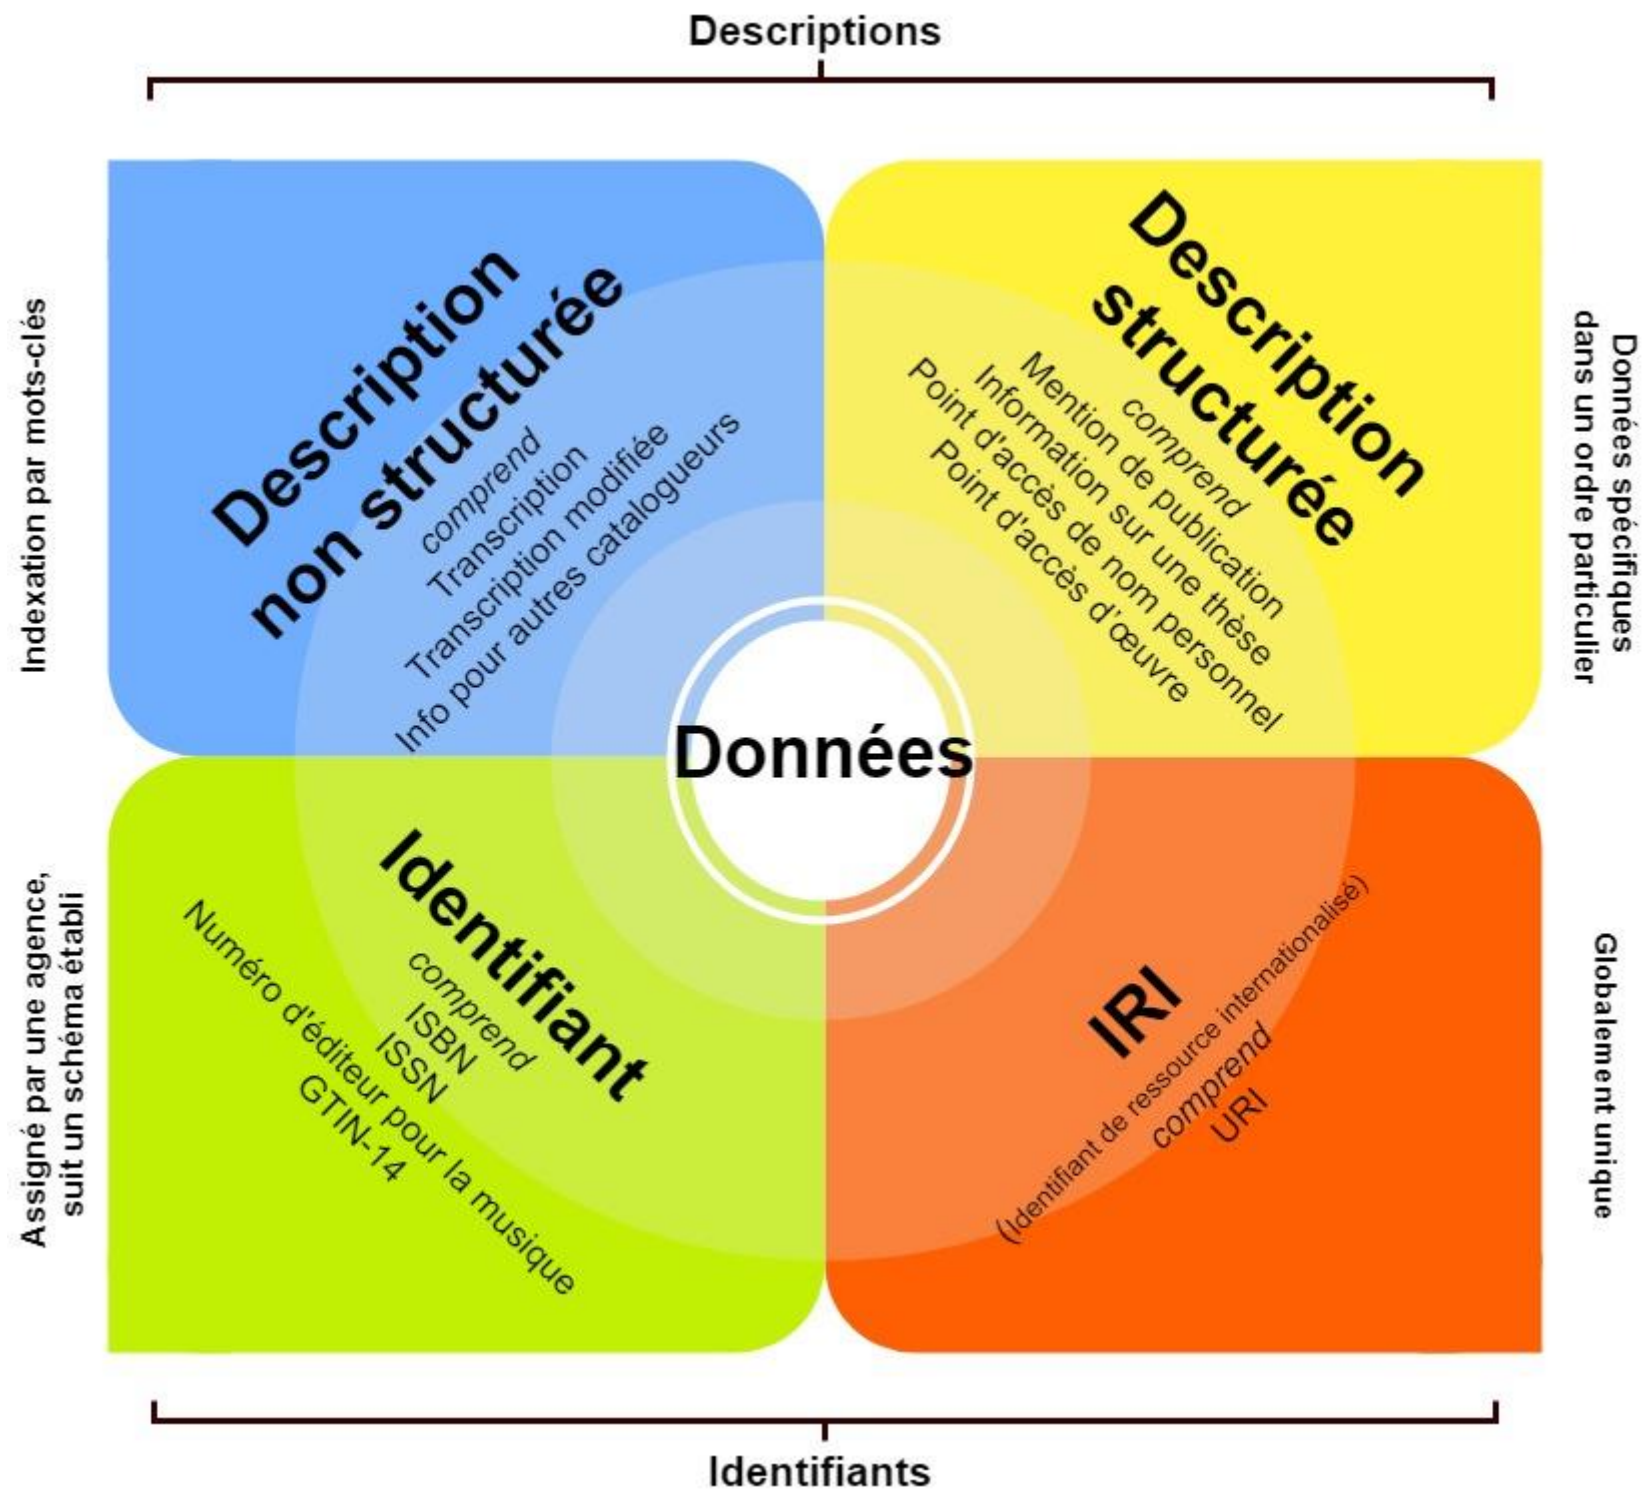 Descriptions
Indexation par mots-clés
Description
non structurée
comprend
Transcription
Transcription modifiée
Info pour autres catalogueurs
Description
structurée
comprend
Mention de publication
Information sur une thèse
Point d'accès de nom personnel
Point d'accès d'œuvre
Données spécifiques
dans un ordre particulier
Données
Assigné par une agence,
suit un schéma établi
Identifiant
comprend
ISBN
ISSN
Numéro d'éditeur pour la musique
GTIN-14
IRI
(Identifiant de ressource internationalisé)
comprend
URI
Globalement unique
Identifiants